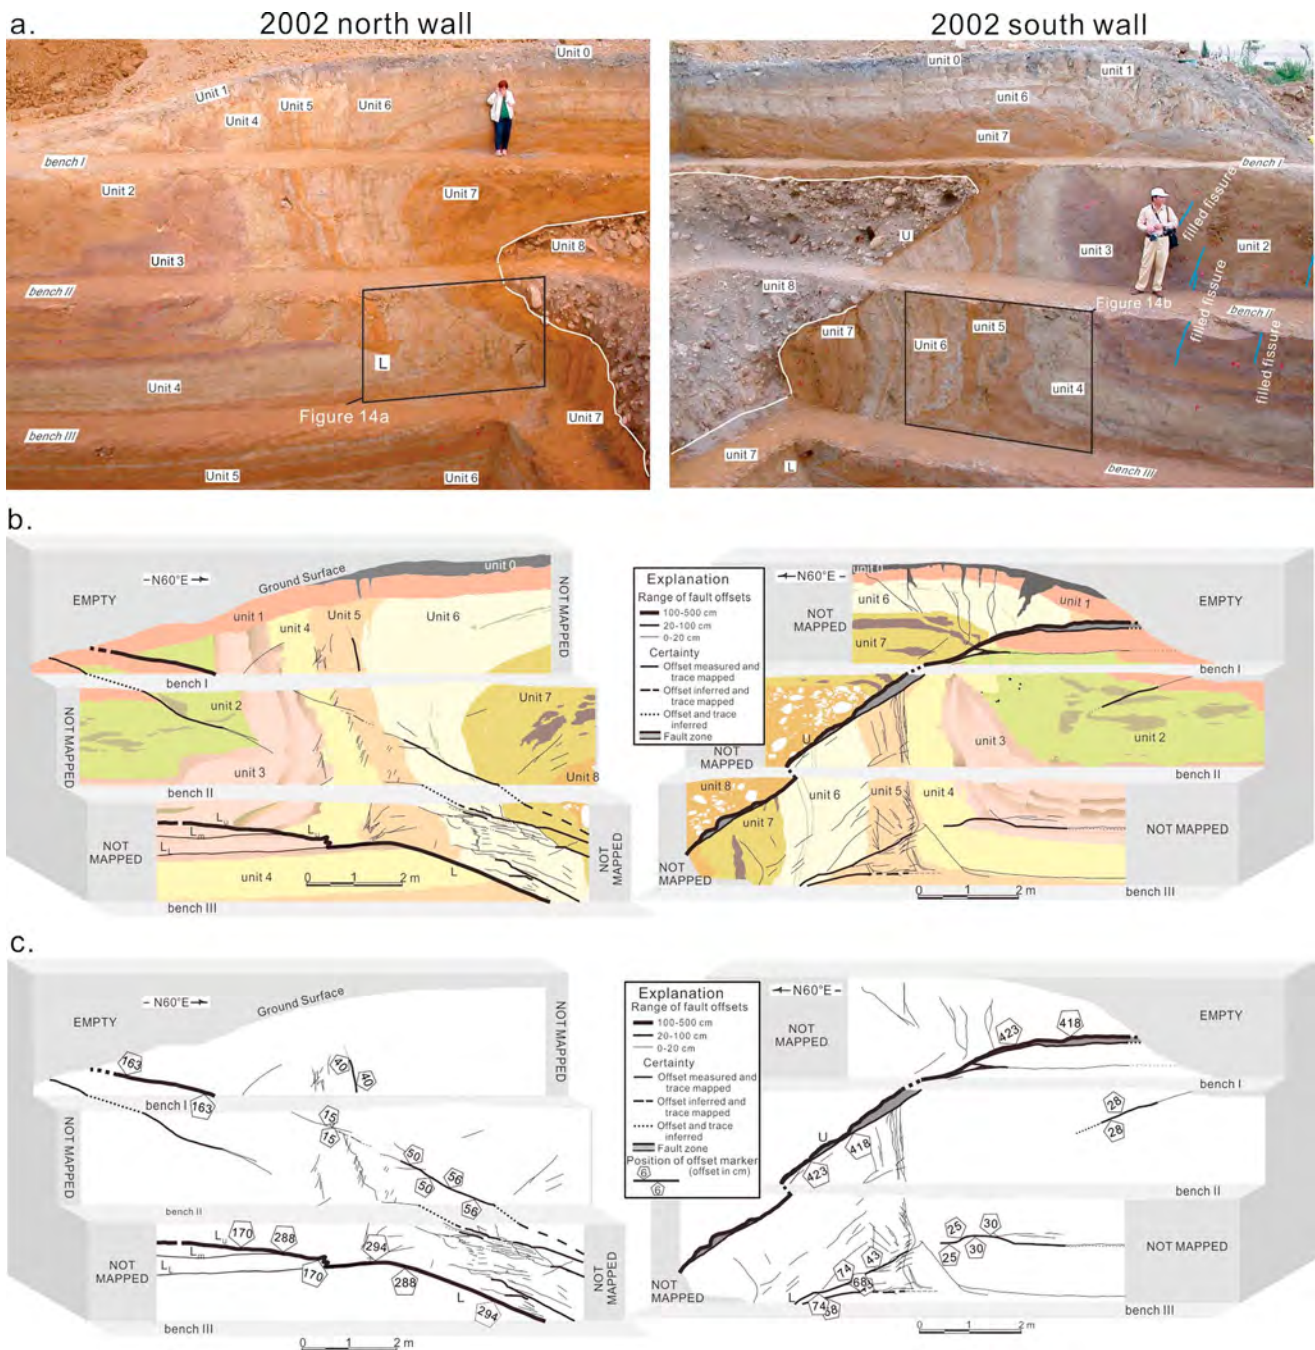 a.
2002 north wall
2002 south wall
Unit 0
Unit 1
Unit 5
Unit 6
Unit 4
bench I
Unit 2
Unit 7
Unit 3
Unit 8
bench II
L
Unit 4
Figure 14a
Unit 7
bench III
Unit 5
Unit 6
unit 0
unit 1
unit 6
unit 7
bench I
U
unit 3
filled fissure
unit 2
unit 8
Figure 14b
bench II
unit 7
unit 5
Unit 6
filled fissure
filled fissure
unit 4
unit 7
L
bench III
b.
N60°E
Ground Surface
unit 0
NOT MAPPED
EMPTY
unit 1
unit 4
Unit 5
Unit 6
bench I
NOT MAPPED
unit 2
Unit 7
unit 3
Unit 8
bench II
NOT MAPPED
Lu
Lm
LL
Lu
L
unit 4
0 1 2 m
NOT MAPPED
bench III
Explanation
Range of fault offsets
100-500 cm
20-100 cm
0-20 cm
Certainty
Offset measured and
trace mapped
Offset inferred and
trace mapped
Offset and trace
inferred
Fault zone
N60°E
unit 0
unit 6
unit 1
EMPTY
NOT MAPPED
unit 7
bench I
NOT MAPPED
U
unit 3
unit 2
bench II
unit 8
unit 7
unit 6
unit 5
unit 4
NOT MAPPED
NOT MAPPED
0 1 2 m
bench III
c.
N60°E
Ground Surface
EMPTY
NOT MAPPED
163
163
40
40
bench I
NOT MAPPED
15
15
50
50
56
56
bench II
NOT MAPPED
Lu
170
288
294
Lm
LL
170
288
L
294
NOT MAPPED
bench III
0 1 2 m
Explanation
Range of fault offsets
100-500 cm
20-100 cm
0-20 cm
Certainty
Offset measured and
trace mapped
Offset inferred and
trace mapped
Offset and trace
inferred
Fault zone
Position of offset marker
(offset in cm)
6
6
N60°E
NOT MAPPED
EMPTY
423
418
bench I
28
28
U
418
423
bench II
25
30
25
30
74
43
68
L
74
NOT MAPPED
NOT MAPPED
bench III
0 1 2 m